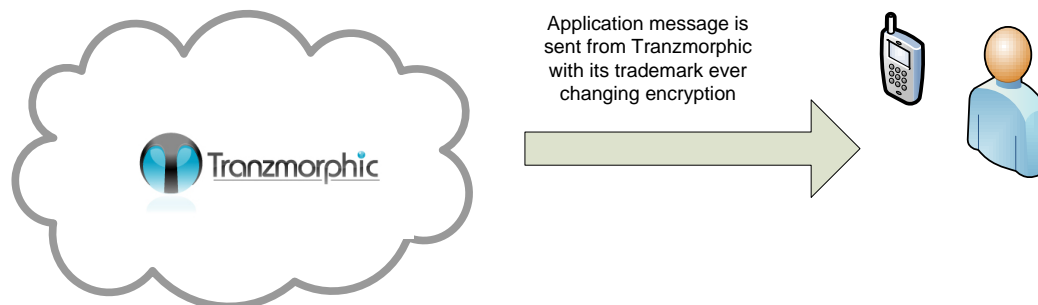 Application message is
sent from Tranzmorphic
with its trademark ever
changing encryption
Tranzmorphic